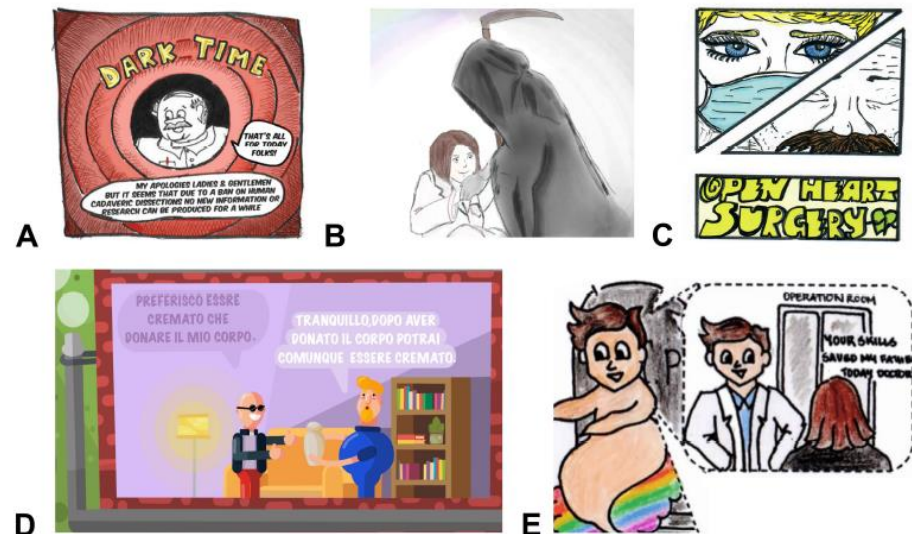 DARK TIME
THAT'S ALL
FOR TODAY
FOLKS!
MY APOLOGIES LADIES & GENTLEMEN
BUT IT SEEMS THAT DUE TO A BAN ON HUMAN
CADAVERIC DISSECTIONS NO NEW INFORMATION OR
RESEARCH CAN BE PRODUCED FOR A WHILE
A
B
OPEN HEART
SURGERY
C
PREFERISCO ESSRE
CREMATO CHE
DONARE IL MIO CORPO.
TRANQUILLO,DOPO AVER
DONATO IL CORPO POTRAI
COMUNQUE ESSERE CREMATO.
D
OPERATION ROOM
YOUR SKILLS
SAVED MY FATHER
TODAY DOCTOR
E